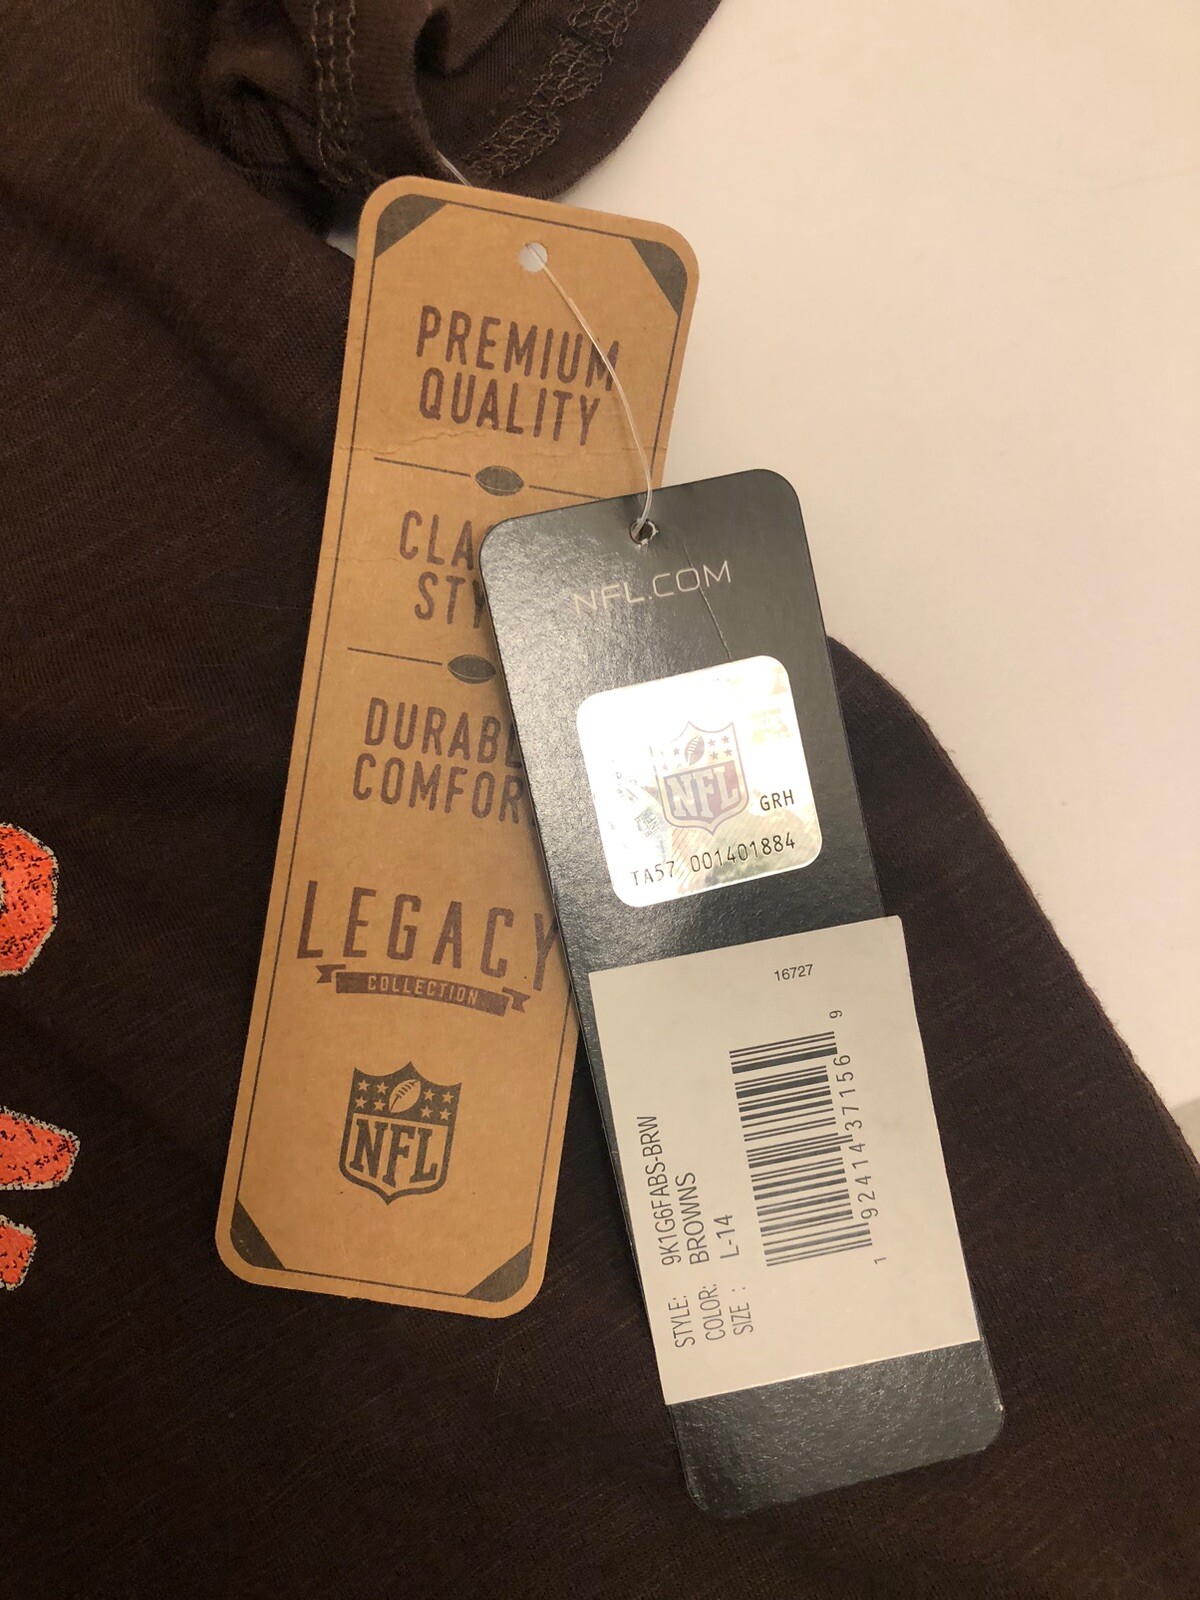 PREMIUM
QUALITY
DURABL
COMFOR
LEGACY
COLLECTION
NFL
NFL.COM
NFL
GRH
TA57 001401884
16727
STYLE: 9K1G6FABS-BRW
COLOR: BROWNS
SIZE : L-14
1 92414 37156 9